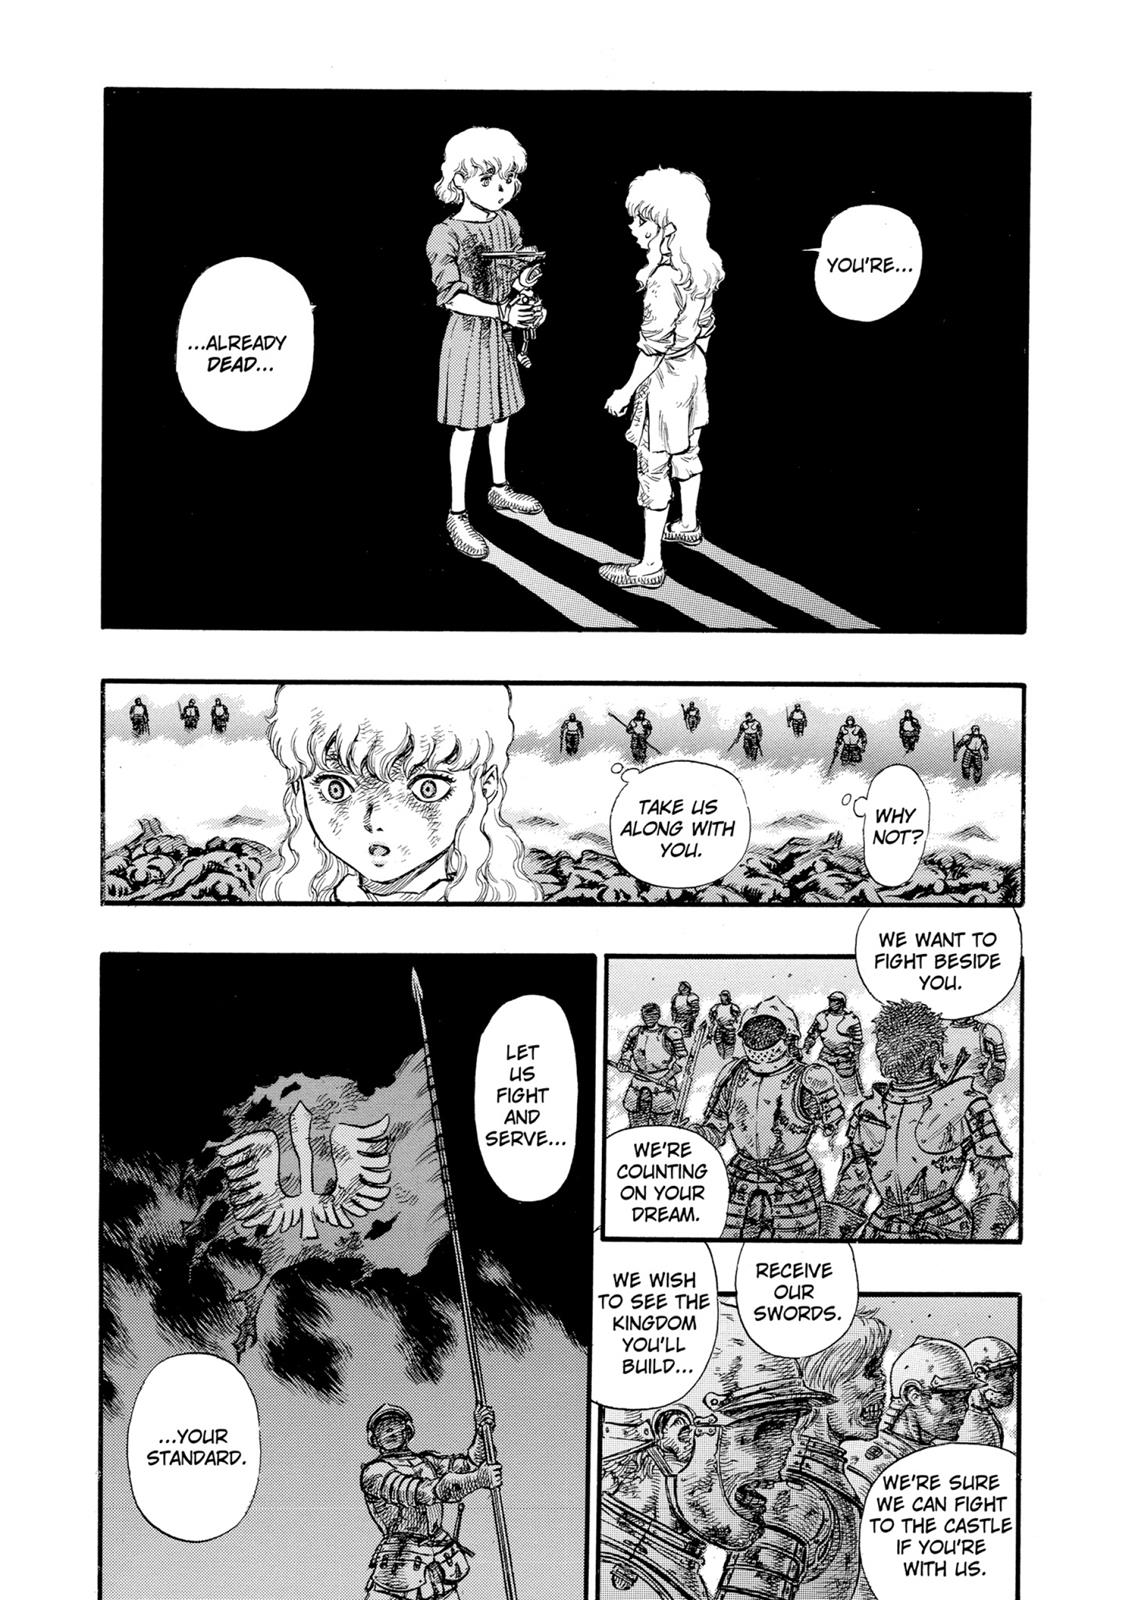 YOU'RE...
...ALREADY
DEAD...
WHY
NOT?
TAKE US
ALONG WITH
YOU.
WE WANT TO
FIGHT BESIDE
YOU.
WE'RE
COUNTING
ON YOUR
DREAM.
RECEIVE
OUR
SWORDS.
WE WISH
TO SEE THE
KINGDOM
YOU'LL
BUILD...
WE'RE SURE
WE CAN FIGHT
TO THE CASTLE
IF YOU'RE
WITH US.
LET
US
FIGHT
AND
SERVE...
...YOUR
STANDARD.